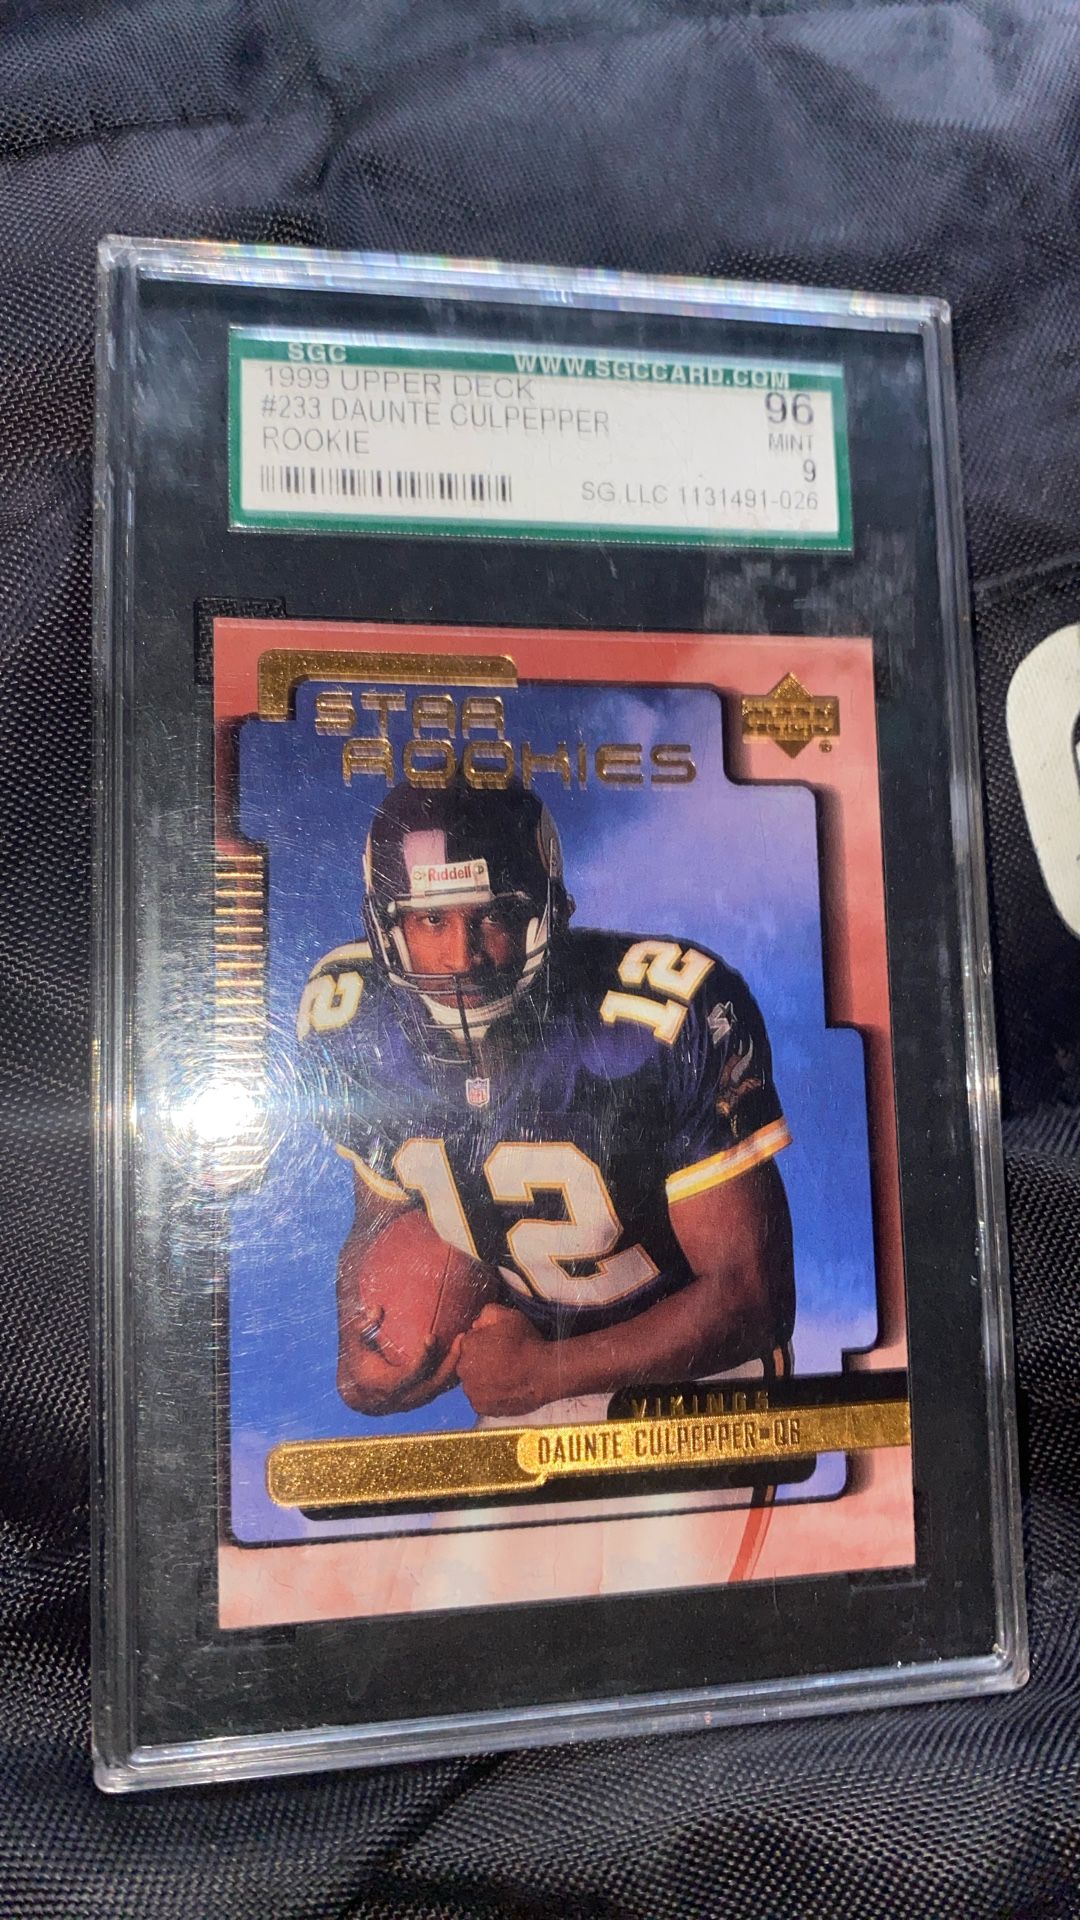 SGC WWW.SGCCARD.COM
1999 UPPER DECK 96
#233 DAUNTE CULPEPPER MINT
ROOKIE 9
SG,LLC 1131491-026
STAR
ROOKIES
Riddell
12
12
VIKINGS
DAUNTE CULPEPPER-QB